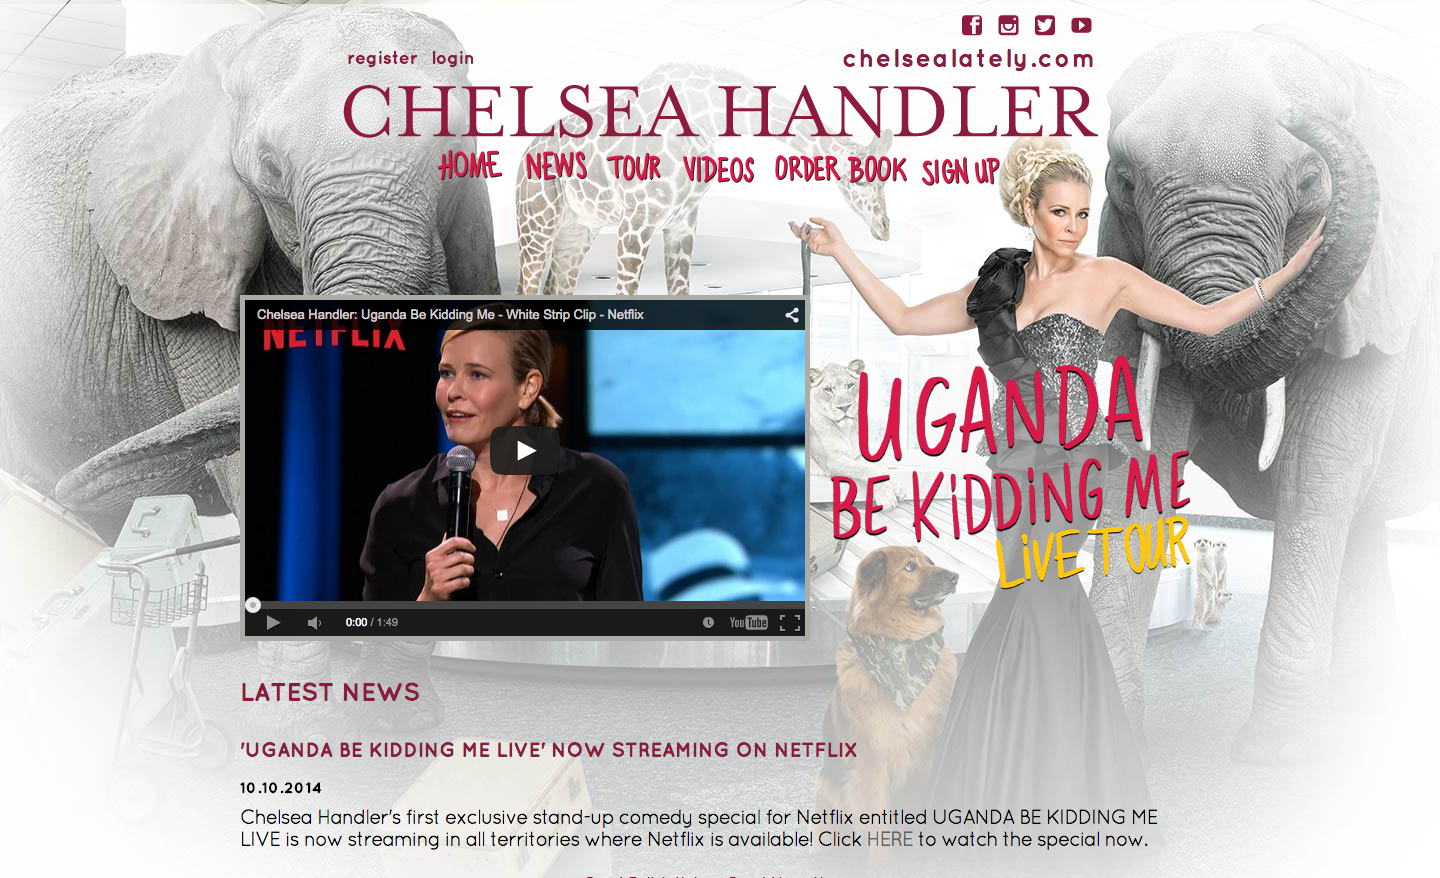 register login
chelsealately.com
CHELSEA HANDLER
HOME NEWS TOUR VIDEOS ORDER BOOK SIGN UP
Chelsea Handler: Uganda Be Kidding Me - White Strip Clip - Netflix
NETFLIX
UGANDA
BE KiDDiNG ME
LiVE TOUR
0:00 / 1:49
YouTube
LATEST NEWS
'UGANDA BE KIDDING ME LIVE' NOW STREAMING ON NETFLIX
10.10.2014
Chelsea Handler's first exclusive stand-up comedy special for Netflix entitled UGANDA BE KIDDING ME
LIVE is now streaming in all territories where Netflix is available! Click HERE to watch the special now.